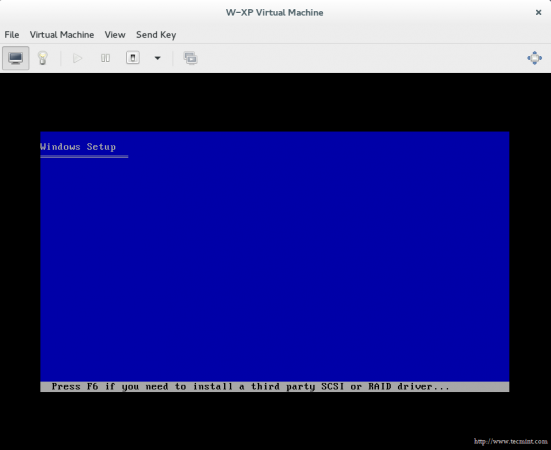 W-XP Virtual Machine
File Virtual Machine View Send Key
Windows Setup
Press F6 if you need to install a third party SCSI or RAID driver...
http://www.tecmint.com